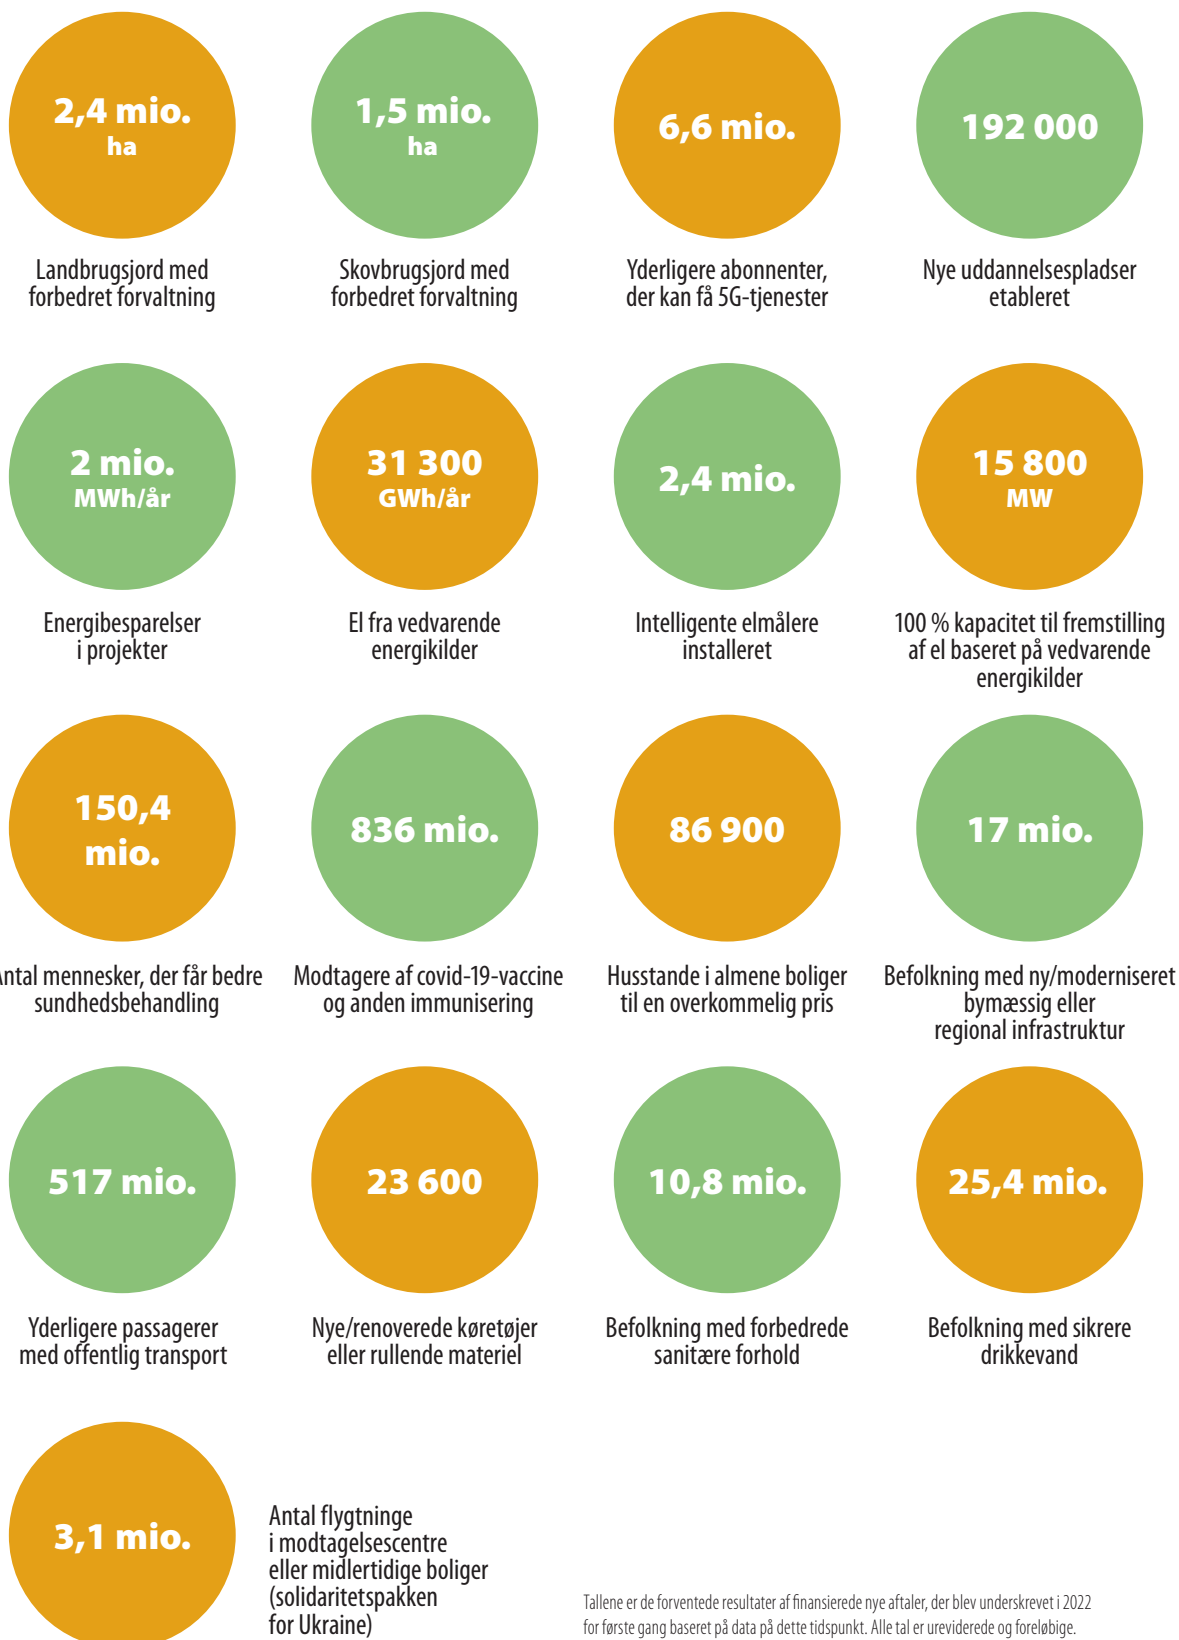 2,4 mio.
ha
Landbrugsjord med
forbedret forvaltning
1,5 mio.
ha
Skovbrugsjord med
forbedret forvaltning
6,6 mio.
Yderligere abonnenter,
der kan få 5G-tjenester
192 000
Nye uddannelsespladser
etableret
2 mio.
MWh/år
Energibesparelser
i projekter
31 300
GWh/år
El fra vedvarende
energikilder
2,4 mio.
Intelligente elmålere
installeret
15 800
MW
100 % kapacitet til fremstilling
af el baseret på vedvarende
energikilder
150,4
mio.
Antal mennesker, der får bedre
sundhedsbehandling
836 mio.
Modtagere af covid-19-vaccine
og anden immunisering
86 900
Husstande i almene boliger
til en overkommelig pris
17 mio.
Befolkning med ny/moderniseret
bymæssig eller
regional infrastruktur
517 mio.
Yderligere passagerer
med offentlig transport
23 600
Nye/renoverede køretøjer
eller rullende materiel
10,8 mio.
Befolkning med forbedrede
sanitære forhold
25,4 mio.
Befolkning med sikrere
drikkevand
3,1 mio.
Antal flygtninge
i modtagelsescentre
eller midlertidige boliger
(solidaritetspakken
for Ukraine)
Tallene er de forventede resultater af finansierede nye aftaler, der blev underskrevet i 2022
for første gang baseret på data på dette tidspunkt. Alle tal er ureviderede og foreløbige.